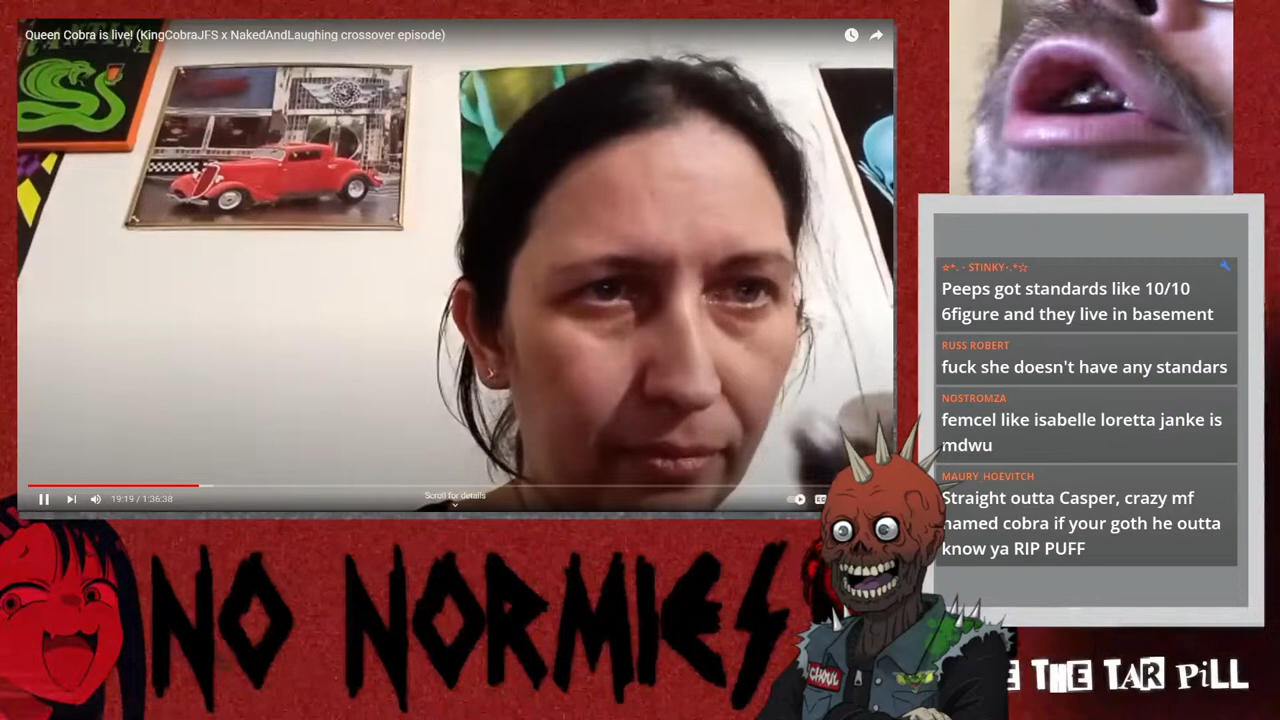 Queen Cobra is live! (KingCobraJFS x NakedAndLaughing crossover episode)
☆*. · STINKY·.*☆
Peeps got standards like 10/10
6figure and they live in basement
RUSS ROBERT
fuck she doesn't have any standars
NOSTROMZA
femcel like isabelle loretta janke is
mdwu
MAURY_HOEVITCH
Straight outta Casper, crazy mf
named cobra if your goth he outta
know ya RIP PUFF
19:19 / 1:36:38
Scroll for details
NO NORMIES
GHOUL
THE TAR PiLL